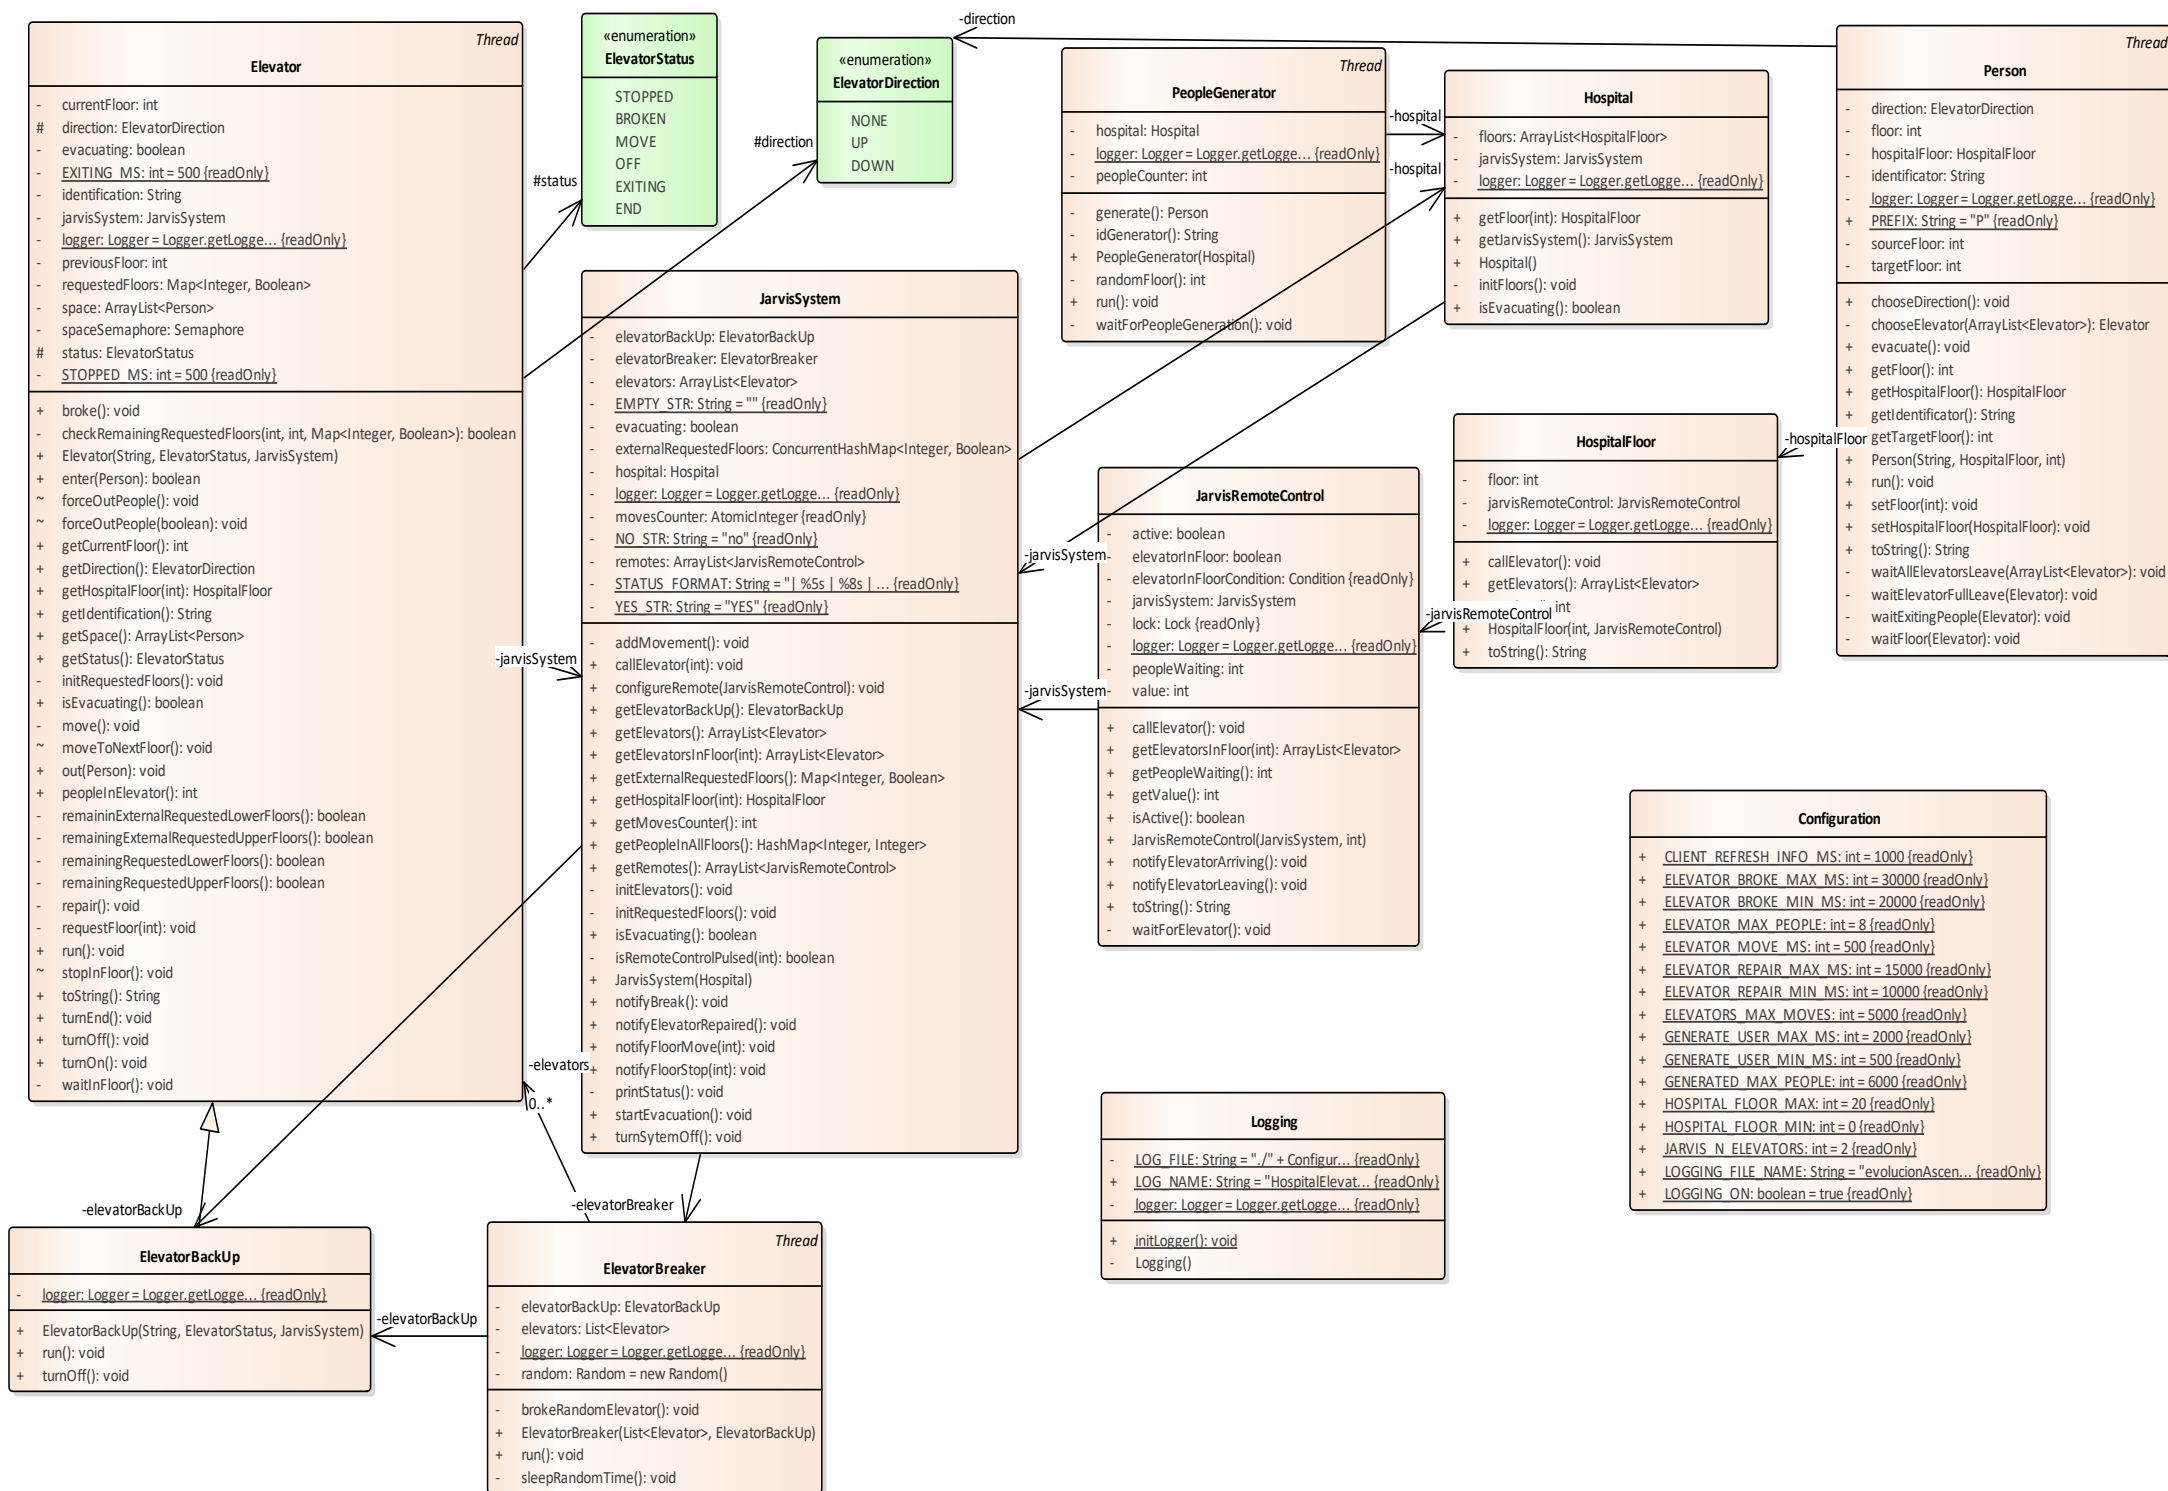 Thread
Elevator
- currentFloor: int
# direction: ElevatorDirection
- evacuating: boolean
- EXITING_MS: int = 500 {readOnly}
- identification: String
- jarvisSystem: JarvisSystem
- logger: Logger = Logger.getLogge... {readOnly}
- previousFloor: int
- requestedFloors: Map<Integer, Boolean>
- space: ArrayList<Person>
- spaceSemaphore: Semaphore
# status: ElevatorStatus
- STOPPED_MS: int = 500 {readOnly}
+ broke(): void
- checkRemainingRequestedFloors(int, int, Map<Integer, Boolean>): boolean
+ Elevator(String, ElevatorStatus, JarvisSystem)
+ enter(Person): boolean
~ forceOutPeople(): void
~ forceOutPeople(boolean): void
+ getCurrentFloor: int
+ getDirection(): ElevatorDirection
+ getHospitalFloor(int): HospitalFloor
+ getIdentification(): String
+ getSpace(): ArrayList<Person>
+ getStatus(): ElevatorStatus
- initRequestedFloors(): void
+ isEvacuating(): boolean
- move(): void
~ moveToNextFloor(): void
+ out(Person): void
+ peopleInElevator(): int
- remaininExternalRequestedLowerFloors(): boolean
- remainingExternalRequestedUpperFloors(): boolean
- remainingRequestedLowerFloors(): boolean
- remainingRequestedUpperFloors(): boolean
- repair(): void
- requestFloor(int): void
+ run(): void
~ stopInFloor(): void
+ toString(): String
+ turnEnd(): void
+ turnOff(): void
+ turnOn(): void
- waitInFloor(): void
«enumeration»
ElevatorStatus
STOPPED
BROKEN
MOVE
OFF
EXITING
END
#status
«enumeration»
ElevatorDirection
NONE
UP
DOWN
-direction
#direction
Thread
PeopleGenerator
- hospital: Hospital
- logger: Logger = Logger.getLogge... {readOnly}
- peopleCounter: int
- generate(): Person
- idGenerator(): String
+ PeopleGenerator(Hospital)
- randomFloor(): int
+ run(): void
- waitForPeopleGeneration(): void
-hospital
-hospital
Hospital
- floors: ArrayList<HospitalFloor>
- jarvisSystem: JarvisSystem
- logger: Logger = Logger.getLogge... {readOnly}
+ getFloor(int): HospitalFloor
+ getJarvisSystem(): JarvisSystem
+ Hospital()
- initFloors(): void
+ isEvacuating(): boolean
Thread
Person
- direction: ElevatorDirection
- floor: int
- hospitalFloor: HospitalFloor
- identificator: String
- logger: Logger = Logger.getLogge... {readOnly}
+ PREFIX: String = "P" {readOnly}
- sourceFloor: int
- targetFloor: int
+ chooseDirection(): void
- chooseElevator(ArrayList<Elevator>): Elevator
+ evacuate(): void
+ getFloor(): int
+ getHospitalFloor(): HospitalFloor
+ getIdentificator(): String
getTargetFloor(): int
+ Person(String, HospitalFloor, int)
+ run(): void
+ setFloor(int): void
+ setHospitalFloor(HospitalFloor): void
+ toString(): String
- waitAllElevatorsLeave(ArrayList<Elevator>): void
- waitElevatorFullLeave(Elevator): void
- waitExitingPeople(Elevator): void
- waitFloor(Elevator): void
-hospitalFloor
JarvisSystem
- elevatorBackUp: ElevatorBackUp
- elevatorBreaker: ElevatorBreaker
- elevators: ArrayList<Elevator>
- EMPTY_STR: String = "" {readOnly}
- evacuating: boolean
- externalRequestedFloors: ConcurrentHashMap<Integer, Boolean>
- hospital: Hospital
- logger: Logger = Logger.getLogge... {readOnly}
- movesCounter: AtomicInteger {readOnly}
- NO_STR: String = "no" {readOnly}
- remotes: ArrayList<JarvisRemoteControl>
- STATUS_FORMAT: String = "| %5s | %8s | ... {readOnly}
- YES_STR: String = "YES" {readOnly}
- addMovement(): void
+ callElevator(int): void
+ configureRemote(JarvisRemoteControl): void
+ getElevatorBackUp(): ElevatorBackUp
+ getElevators(): ArrayList<Elevator>
+ getElevatorsInFloor(int): ArrayList<Elevator>
+ getExternalRequestedFloors(): Map<Integer, Boolean>
+ getHospitalFloor(int): HospitalFloor
+ getMovesCounter(): int
+ getPeopleInAllFloors(): HashMap<Integer, Integer>
+ getRemotes(): ArrayList<JarvisRemoteControl>
- initElevators(): void
- initRequestedFloors(): void
+ isEvacuating(): boolean
- isRemoteControlPulsed(int): boolean
+ JarvisSystem(Hospital)
+ notifyBreak(): void
+ notifyElevatorRepaired(): void
+ notifyFloorMove(int): void
+ notifyFloorStop(int): void
- printStatus(): void
+ startEvacuation(): void
+ turnSytemOff(): void
-jarvisSystem
-jarvisSystem
-jarvisSystem
JarvisRemoteControl
- active: boolean
- elevatorInFloor: boolean
- elevatorInFloorCondition: Condition {readOnly}
- jarvisSystem: JarvisSystem
- lock: Lock {readOnly}
- logger: Logger = Logger.getLogge... {readOnly}
- peopleWaiting: int
- value: int
+ callElevator(): void
+ getElevatorsInFloor(int): ArrayList<Elevator>
+ getPeopleWaiting(): int
+ getValue(): int
+ isActive(): boolean
+ JarvisRemoteControl(JarvisSystem, int)
+ notifyElevatorArriving(): void
+ notifyElevatorLeaving(): void
+ toString(): String
- waitForElevator(): void
HospitalFloor
- floor: int
- jarvisRemoteControl: JarvisRemoteControl
- logger: Logger = Logger.getLogge... {readOnly}
+ callElevator(): void
+ getElevators(): ArrayList<Elevator>
int
+ HospitalFloor(int, JarvisRemoteControl)
+ toString(): String
-jarvisRemoteControl
Configuration
+ CLIENT_REFRESH_INFO_MS: int = 1000 {readOnly}
+ ELEVATOR_BROKE_MAX_MS: int = 30000 {readOnly}
+ ELEVATOR_BROKE_MIN_MS: int = 20000 {readOnly}
+ ELEVATOR_MAX_PEOPLE: int = 8 {readOnly}
+ ELEVATOR_MOVE_MS: int = 500 {readOnly}
+ ELEVATOR_REPAIR_MAX_MS: int = 15000 {readOnly}
+ ELEVATOR_REPAIR_MIN_MS: int = 10000 {readOnly}
+ ELEVATORS_MAX_MOVES: int = 5000 {readOnly}
+ GENERATE_USER_MAX_MS: int = 2000 {readOnly}
+ GENERATE_USER_MIN_MS: int = 500 {readOnly}
+ GENERATED_MAX_PEOPLE: int = 6000 {readOnly}
+ HOSPITAL_FLOOR_MAX: int = 20 {readOnly}
+ HOSPITAL_FLOOR_MIN: int = 0 {readOnly}
+ JARVIS_N_ELEVATORS: int = 2 {readOnly}
+ LOGGING_FILE_NAME: String = "evolucionAscen... {readOnly}
+ LOGGING_ON: boolean = true {readOnly}
Logging
- LOG_FILE: String = "./" + Configur... {readOnly}
+ LOG_NAME: String = "HospitalElevat... {readOnly}
- logger: Logger = Logger.getLogge... {readOnly}
+ initLogger(): void
- Logging()
-elevators
0..*
-elevatorBreaker
-elevatorBackUp
ElevatorBackUp
- logger: Logger = Logger.getLogge... {readOnly}
+ ElevatorBackUp(String, ElevatorStatus, JarvisSystem)
+ run(): void
+ turnOff(): void
-elevatorBackUp
Thread
ElevatorBreaker
- elevatorBackUp: ElevatorBackUp
- elevators: List<Elevator>
- logger: Logger = Logger.getLogge... {readOnly}
- random: Random = new Random()
- brokeRandomElevator(): void
+ ElevatorBreaker(List<Elevator>, ElevatorBackUp)
+ run(): void
- sleepRandomTime(): void